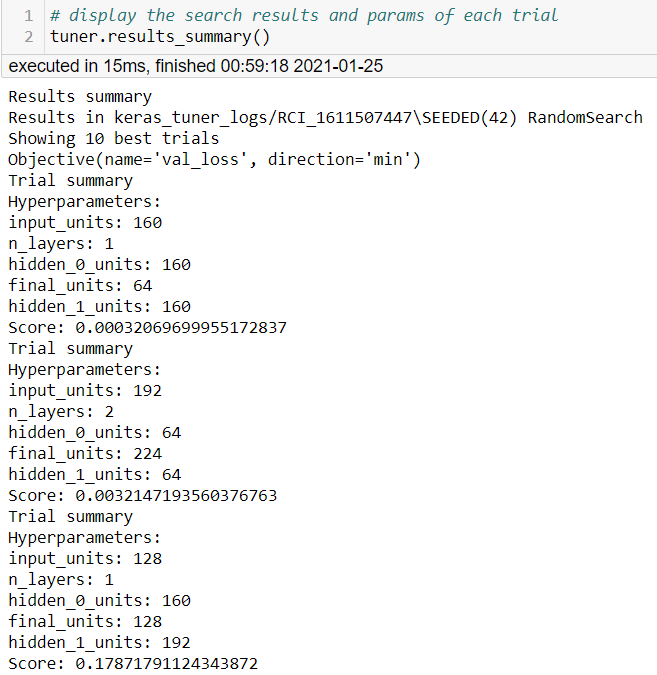 1 # display the search results and params of each trial
2 tuner.results_summary()
executed in 15ms, finished 00:59:18 2021-01-25
Results summary
Results in keras_tuner_logs/RCI_1611507447\SEEDED(42) RandomSearch
Showing 10 best trials
Objective(name='val_loss', direction='min')
Trial summary
Hyperparameters:
input_units: 160
n_layers: 1
hidden_0_units: 160
final_units: 64
hidden_1_units: 160
Score: 0.00032069699955172837
Trial summary
Hyperparameters:
input_units: 192
n_layers: 2
hidden_0_units: 64
final_units: 224
hidden_1_units: 64
Score: 0.0032147193560376763
Trial summary
Hyperparameters:
input_units: 128
n_layers: 1
hidden_0_units: 160
final_units: 128
hidden_1_units: 192
Score: 0.17871791124343872